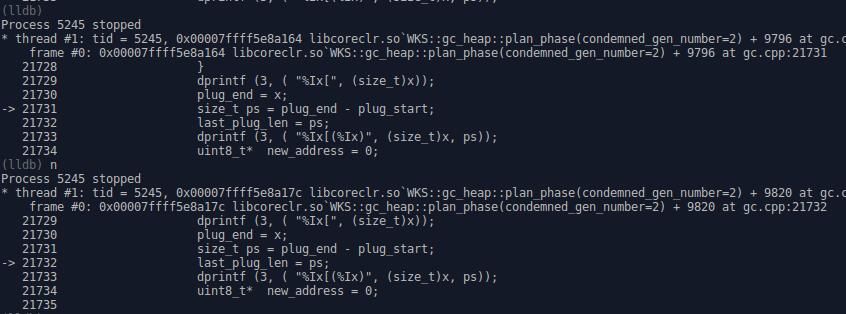 (lldb)
Process 5245 stopped
* thread #1: tid = 5245, 0x00007ffff5e8a164 libcoreclr.so`WKS::gc_heap::plan_phase(condemned_gen_number=2) + 9796 at gc.c
frame #0: 0x00007ffff5e8a164 libcoreclr.so`WKS::gc_heap::plan_phase(condemned_gen_number=2) + 9796 at gc.cpp:21731
21728 }
21729 dprintf (3, ( "%Ix[", (size_t)x));
21730 plug_end = x;
-> 21731 size_t ps = plug_end - plug_start;
21732 last_plug_len = ps;
21733 dprintf (3, ( "%Ix[(%Ix)", (size_t)x, ps));
21734 uint8_t*  new_address = 0;
(lldb) n
Process 5245 stopped
* thread #1: tid = 5245, 0x00007ffff5e8a17c libcoreclr.so`WKS::gc_heap::plan_phase(condemned_gen_number=2) + 9820 at gc.c
frame #0: 0x00007ffff5e8a17c libcoreclr.so`WKS::gc_heap::plan_phase(condemned_gen_number=2) + 9820 at gc.cpp:21732
21729 dprintf (3, ( "%Ix[", (size_t)x));
21730 plug_end = x;
21731 size_t ps = plug_end - plug_start;
-> 21732 last_plug_len = ps;
21733 dprintf (3, ( "%Ix[(%Ix)", (size_t)x, ps));
21734 uint8_t*  new_address = 0;
21735